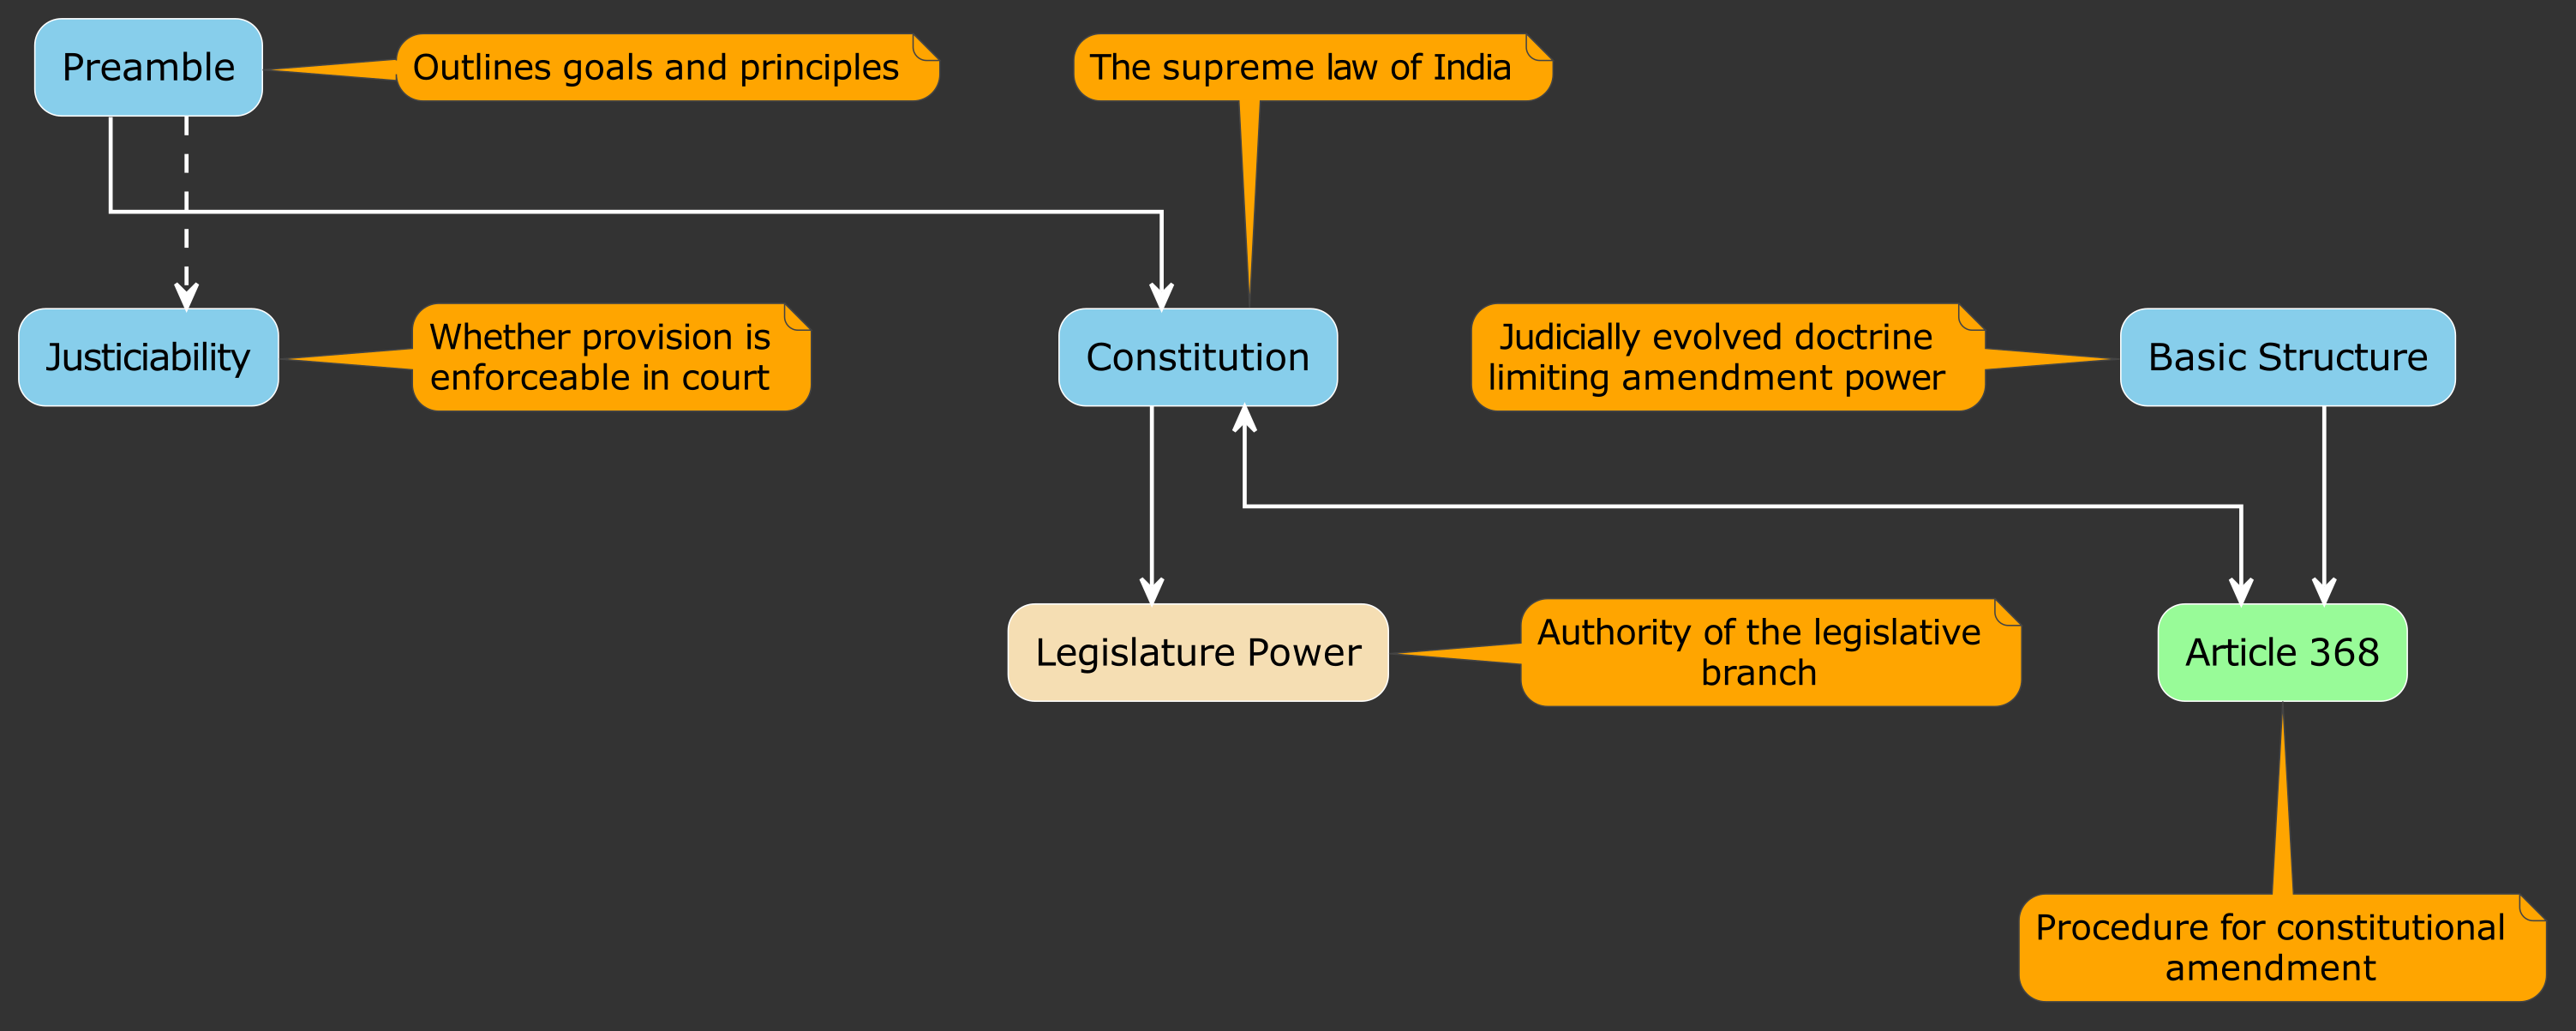 Preamble
Outlines goals and principles
The supreme law of India
Justiciability
Whether provision is
enforceable in court
Constitution
Judicially evolved doctrine
limiting amendment power
Basic Structure
Legislature Power
Authority of the legislative
branch
Article 368
Procedure for constitutional
amendment